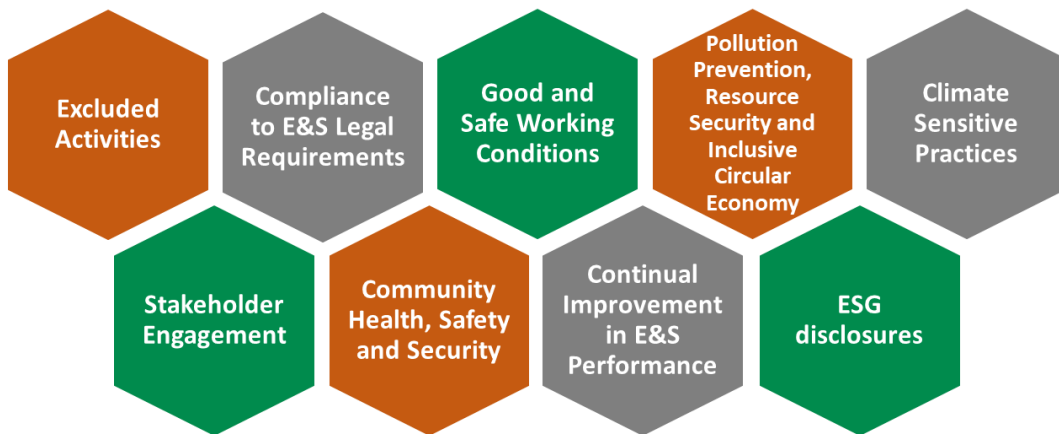 Excluded
Activities
Compliance
to E&S Legal
Requirements
Good and
Safe Working
Conditions
Pollution
Prevention,
Resource
Security and
Inclusive
Circular
Economy
Climate
Sensitive
Practices
Stakeholder
Engagement
Community
Health, Safety
and Security
Continual
Improvement
in E&S
Performance
ESG
disclosures